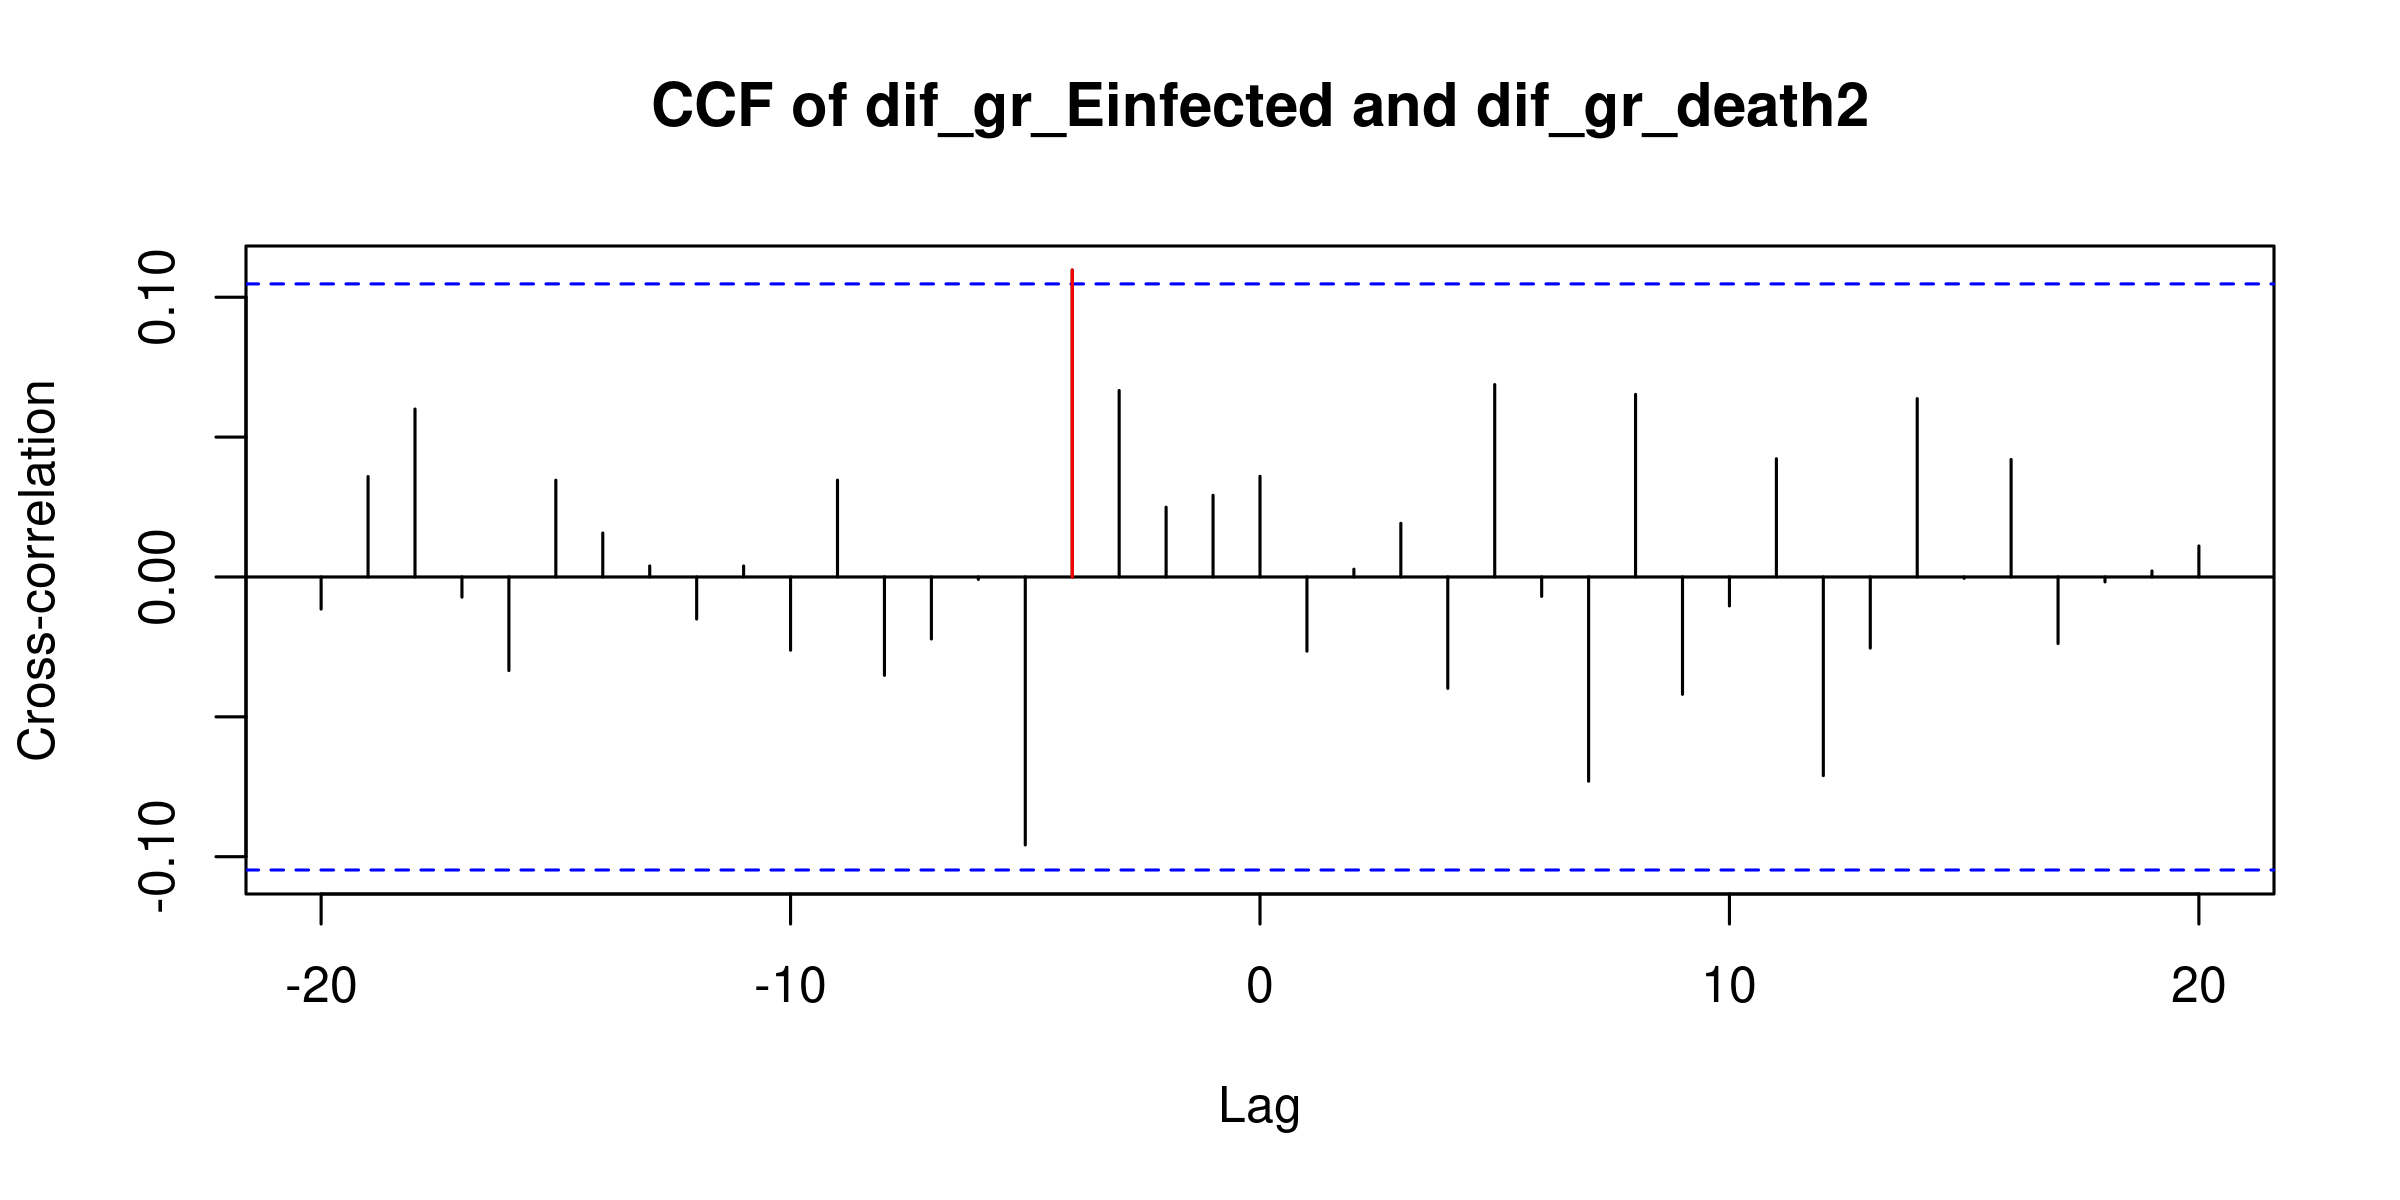 CCF of dif_gr_Einfected and dif_gr_death2
Cross-correlation
0.10
0.00
-0.10
-20 -10 0 10 20
Lag